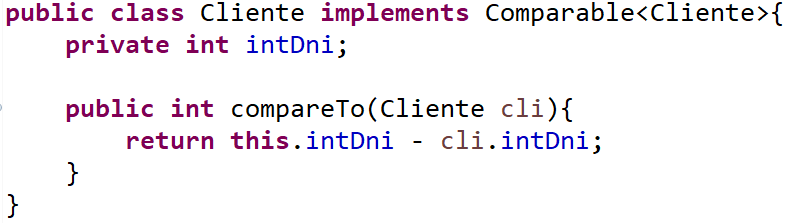 public class Cliente implements Comparable<Cliente>{
    private int intDni;

    public int compareTo(Cliente cli){
        return this.intDni - cli.intDni;
    }
}